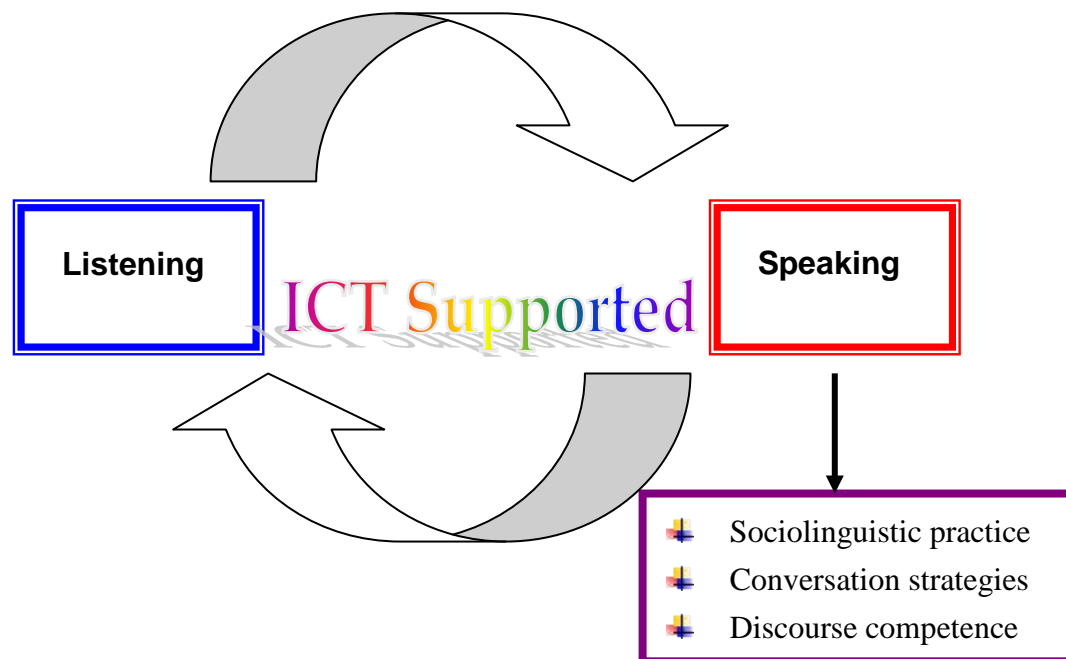 Listening
Speaking
ICT Supported
Sociolinguistic practice
Conversation strategies
Discourse competence